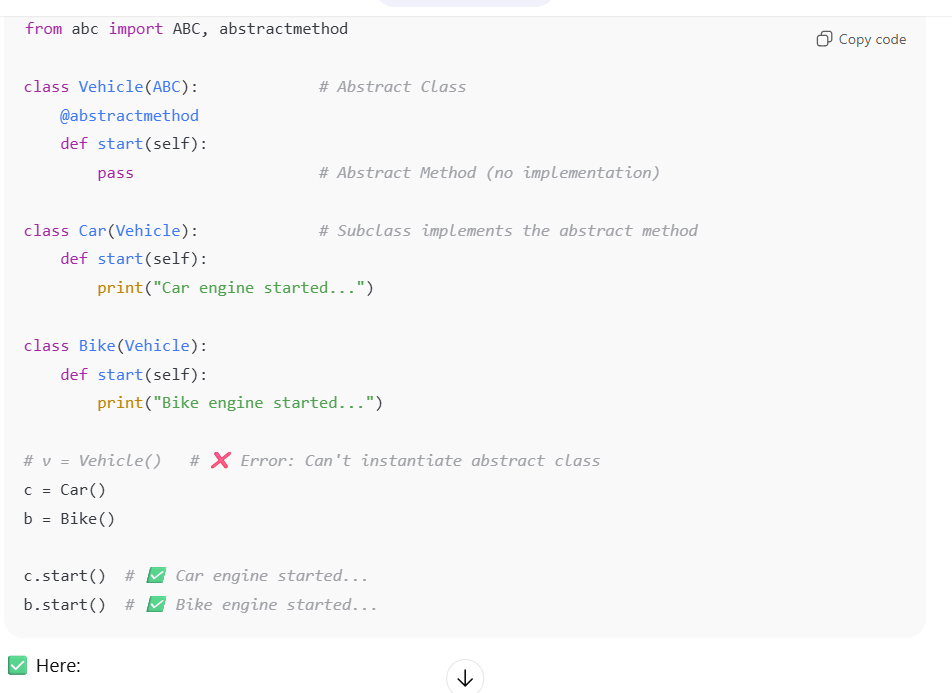 from abc import ABC, abstractmethod
Copy code
class Vehicle(ABC):             # Abstract Class
    @abstractmethod
    def start(self):
        pass                    # Abstract Method (no implementation)
class Car(Vehicle):             # Subclass implements the abstract method
    def start(self):
        print("Car engine started...")
class Bike(Vehicle):
    def start(self):
        print("Bike engine started...")
# v = Vehicle()   # ❌ Error: Can't instantiate abstract class
c = Car()
b = Bike()
c.start()  # ✅ Car engine started...
b.start()  # ✅ Bike engine started...
✅ Here: